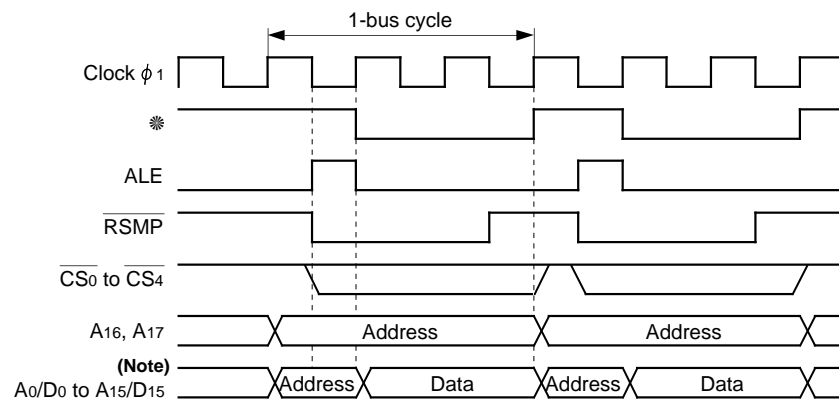 1-bus cycle
Clock ϕ1
❊
ALE
RSMP
CS0 to CS4
A16, A17 Address Address
(Note)
A0/D0 to A15/D15 Address Data Address Data